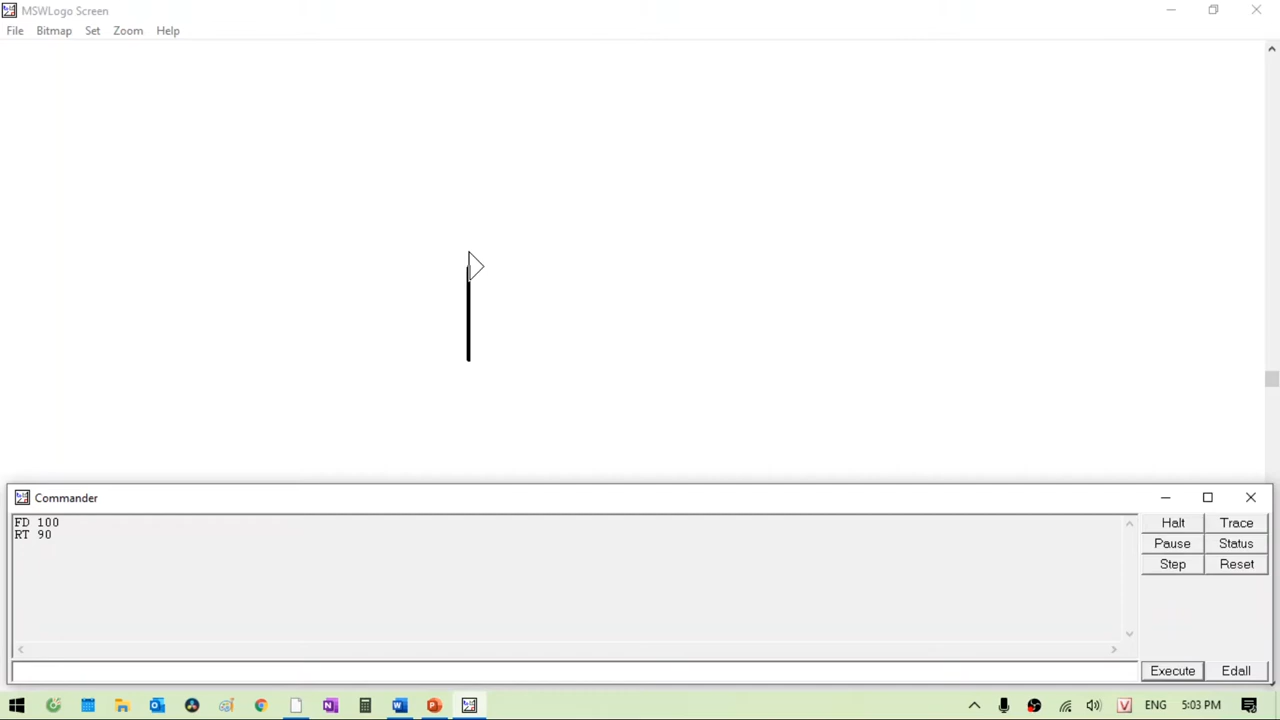 MSWLogo Screen
File Bitmap Set Zoom Help
Commander
FD 100
RT 90
Halt Trace
Pause Status
Step Reset
Execute Edall
ENG 5:03 PM